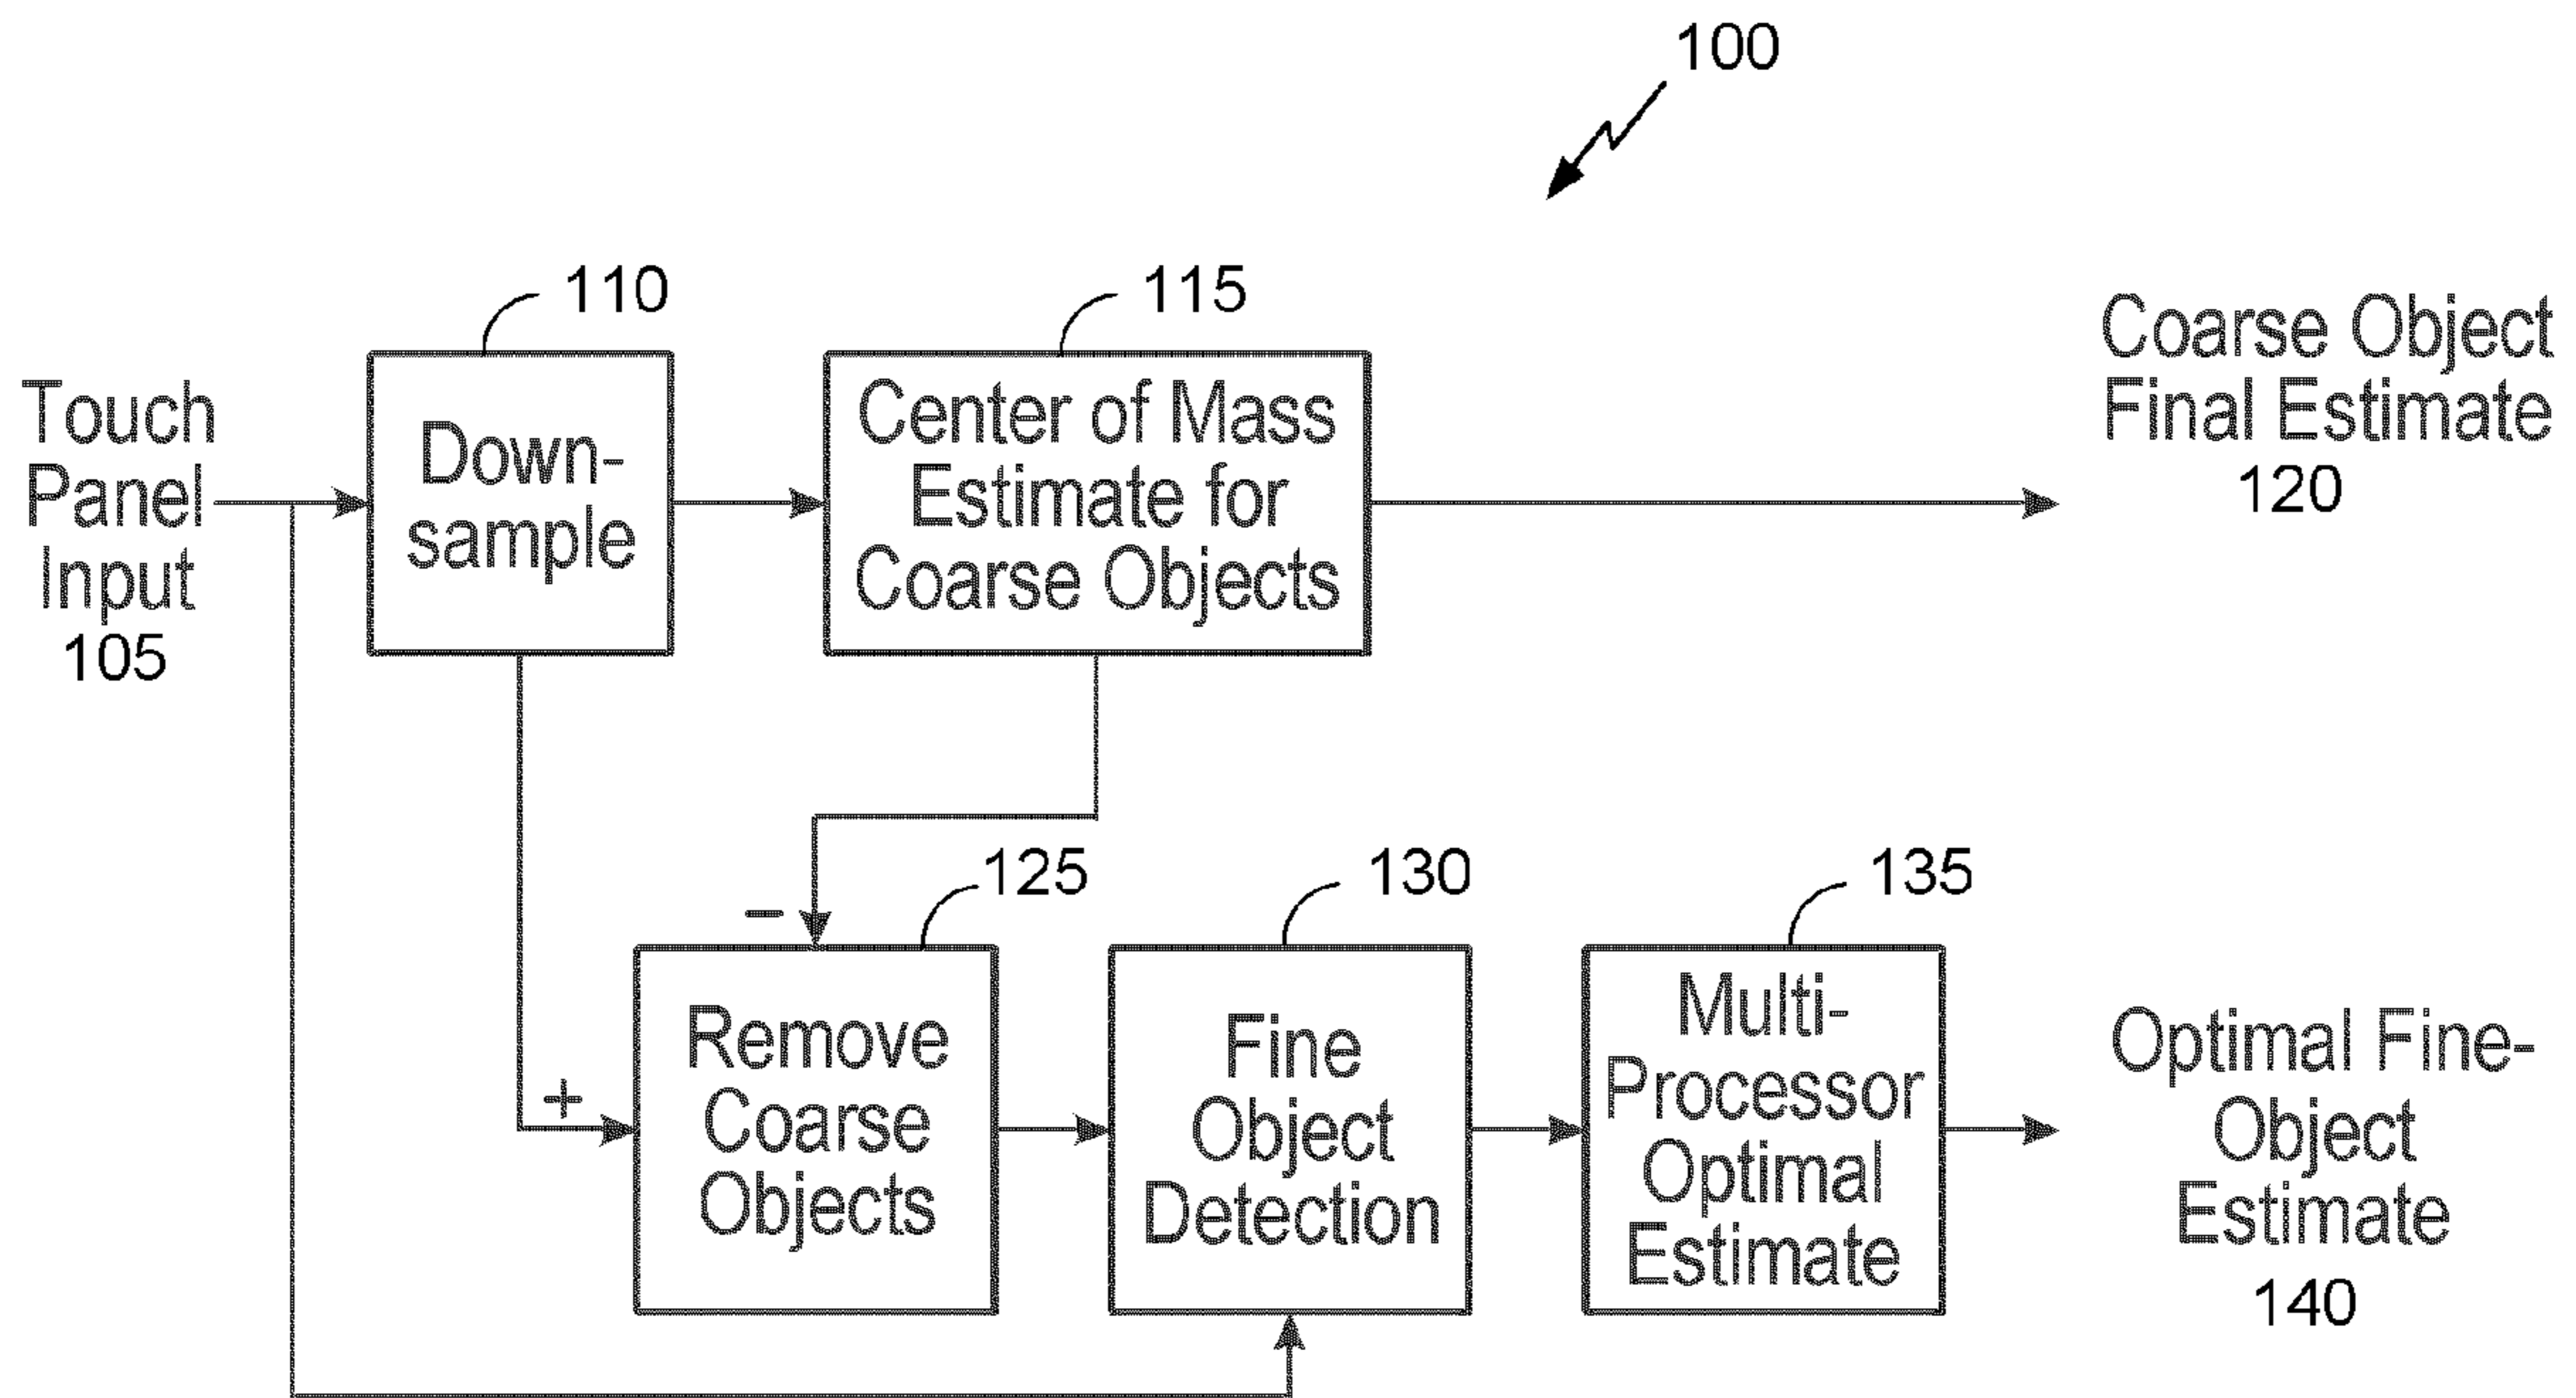 100
110
115
Touch
Panel
Input
105
Down-
sample
Center of Mass
Estimate for
Coarse Objects
Coarse Object
Final Estimate
120
125
130
135
−
+
Remove
Coarse
Objects
Fine
Object
Detection
Multi-
Processor
Optimal
Estimate
Optimal Fine-
Object
Estimate
140